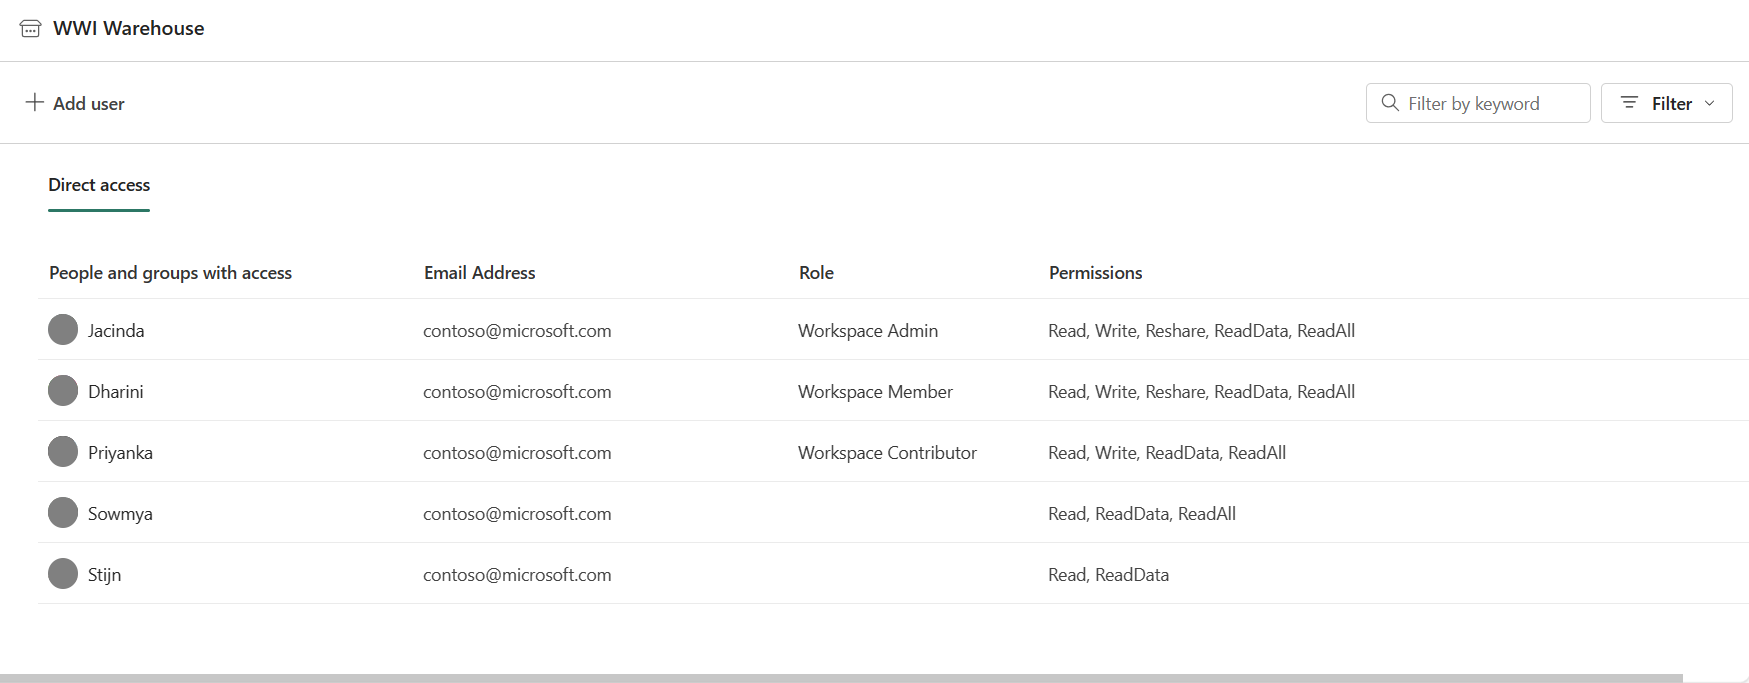 WWI Warehouse
Add user
Filter by keyword
Filter
Direct access
People and groups with access Email Address Role Permissions
Jacinda contoso@microsoft.com Workspace Admin Read, Write, Reshare, ReadData, ReadAll
Dharini contoso@microsoft.com Workspace Member Read, Write, Reshare, ReadData, ReadAll
Priyanka contoso@microsoft.com Workspace Contributor Read, Write, ReadData, ReadAll
Sowmya contoso@microsoft.com Read, ReadData, ReadAll
Stijn contoso@microsoft.com Read, ReadData